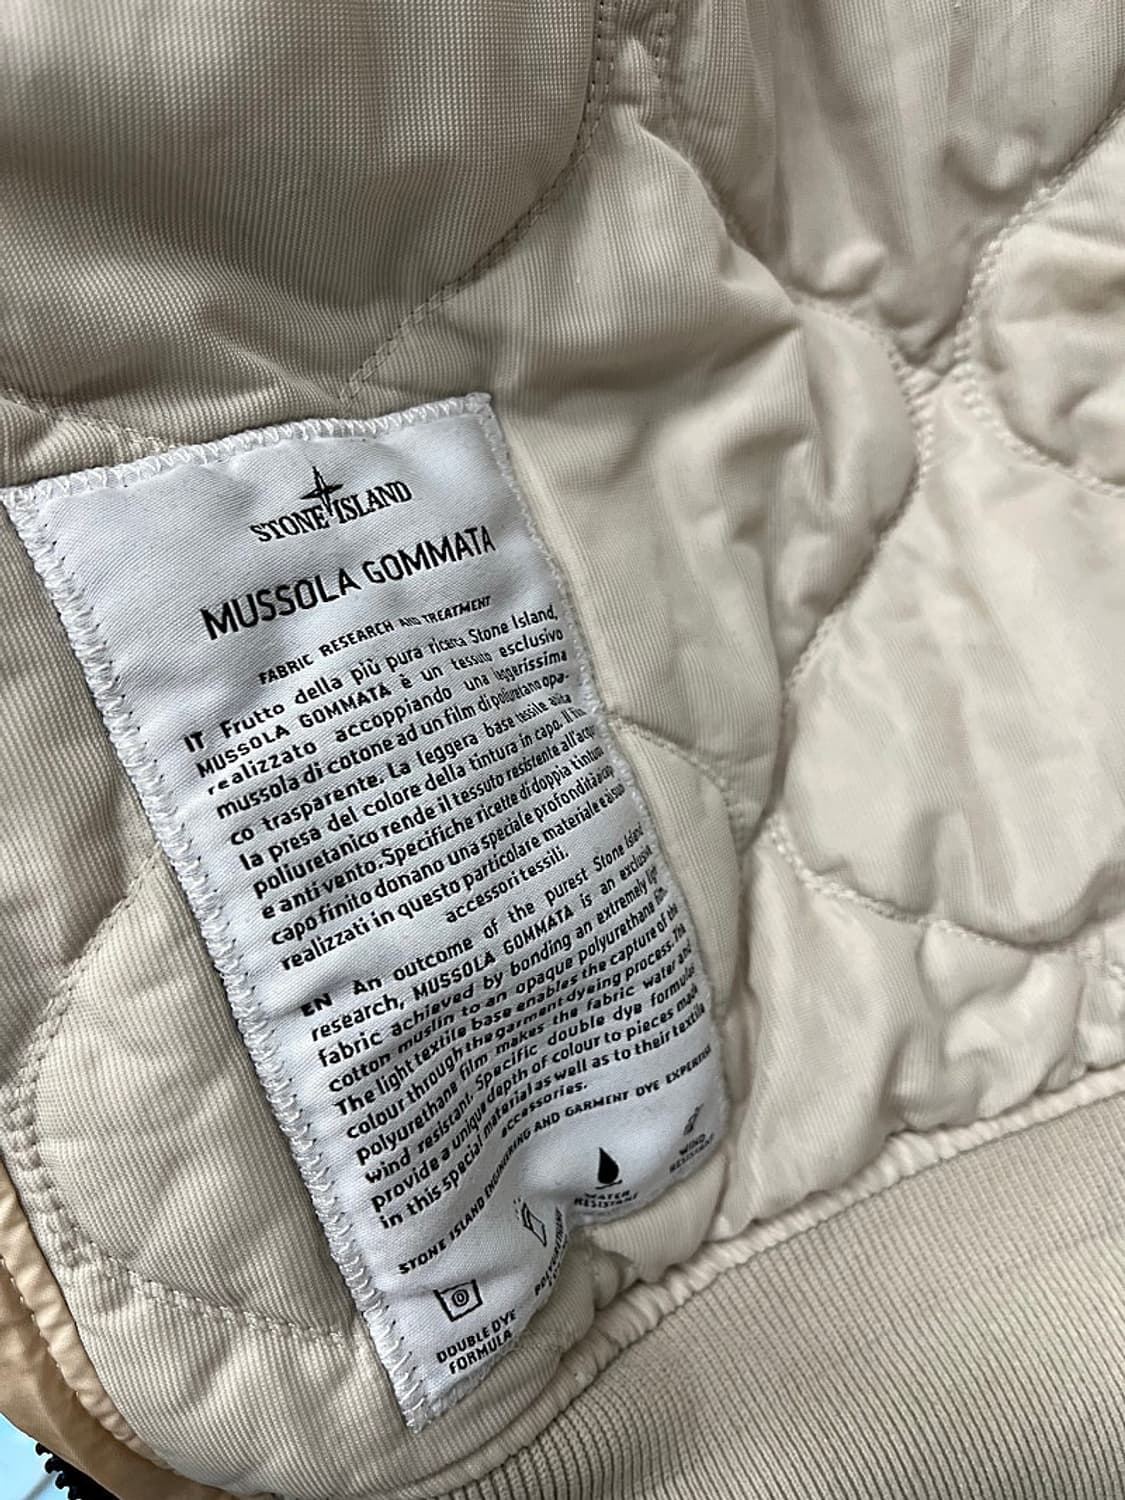 STONE ISLAND
MUSSOLA GOMMATA
FABRIC RESEARCH AND TREATMENT
IT Frutto della più pura ricerca Stone Island,
MUSSOLA GOMMATA è un tessuto esclusivo
realizzato accoppiando una leggerissima
mussola di cotone ad un film di poliuretano opa-
co trasparente. La leggera base tessile aiuta
la presa del colore della tintura in capo. Il film
poliuretanico rende il tessuto resistente all'acqua
e anti vento. Specifiche ricette di doppia tintura
capo finito donano una speciale profondità ai capi
realizzati in questo particolare materiale e ai suoi
accessori tessili.
EN An outcome of the purest Stone Island
research, MUSSOLA GOMMATA is an exclusive
fabric achieved by bonding an extremely light
cotton muslin to an opaque polyurethane film.
The light textile base enables the capture of the
colour through the garment dyeing process. The
polyurethane film makes the fabric water and
wind resistant. Specific double dye formulas
provide a unique depth of colour to pieces made
in this special material as well as to their textile
accessories.
STONE ISLAND ENGINEERING AND GARMENT DYE EXPERTISE
DOUBLE DYE
FORMULA
WATER
RESISTANT
WIND
RESISTANT